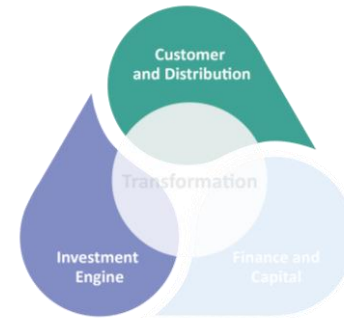 Customer
and Distribution
Transformation
Investment
Engine
Finance and
Capital